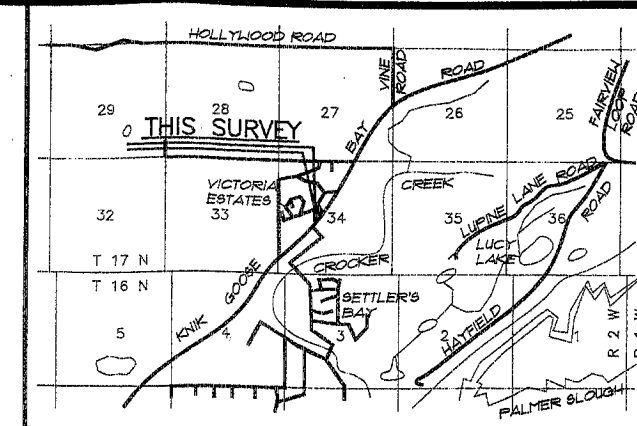 HOLLYWOOD ROAD
VINE
ROAD
ROAD
BAY
GOOSE
KNIK
FAIRVIEW
LOOP
ROAD
29
28
27
26
25
THIS SURVEY
VICTORIA
ESTATES
CREEK
CROCKER
LUPINE LANE ROAD
ROAD
HAYFIELD
32
33
34
35
36
LUCY
LAKE
T 17 N
T 16 N
SETTLER'S
BAY
5
4
3
2
1
R 2 W
PALMER SLOUGH